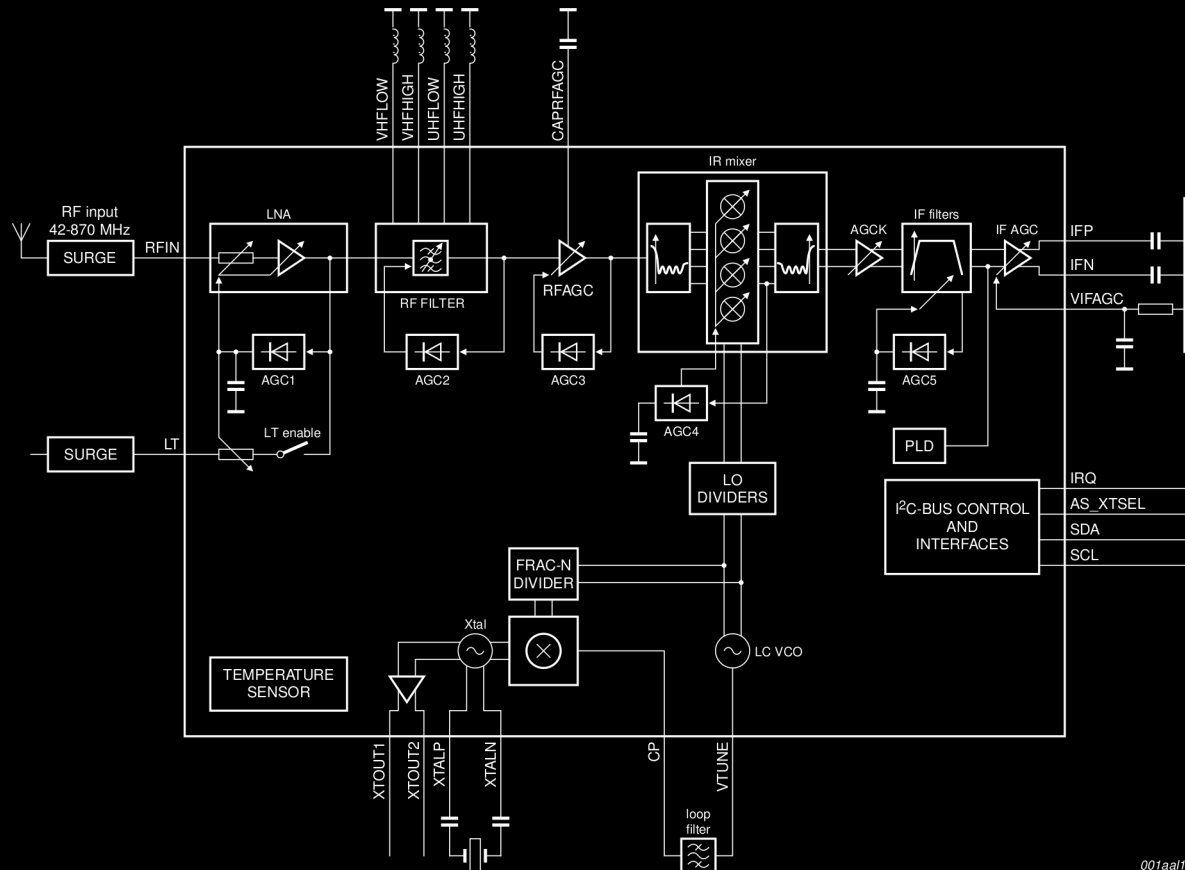 VHFLOW
VHFHIGH
UHFLOW
UHFHIGH
CAPRFAGC
IR mixer
RF input
42-870 MHz
SURGE
RFIN
LNA
RF FILTER
RFAGC
AGCK
IF filters
IF AGC
IFP
IFN
VIFAGC
AGC1
AGC2
AGC3
AGC4
AGC5
SURGE
LT
LT enable
PLD
LO
DIVIDERS
I²C-BUS CONTROL
AND
INTERFACES
IRQ
AS_XTSEL
SDA
SCL
FRAC-N
DIVIDER
Xtal
LC VCO
TEMPERATURE
SENSOR
XTOUT1
XTOUT2
XTALP
XTALN
CP
VTUNE
loop
filter
001aal1